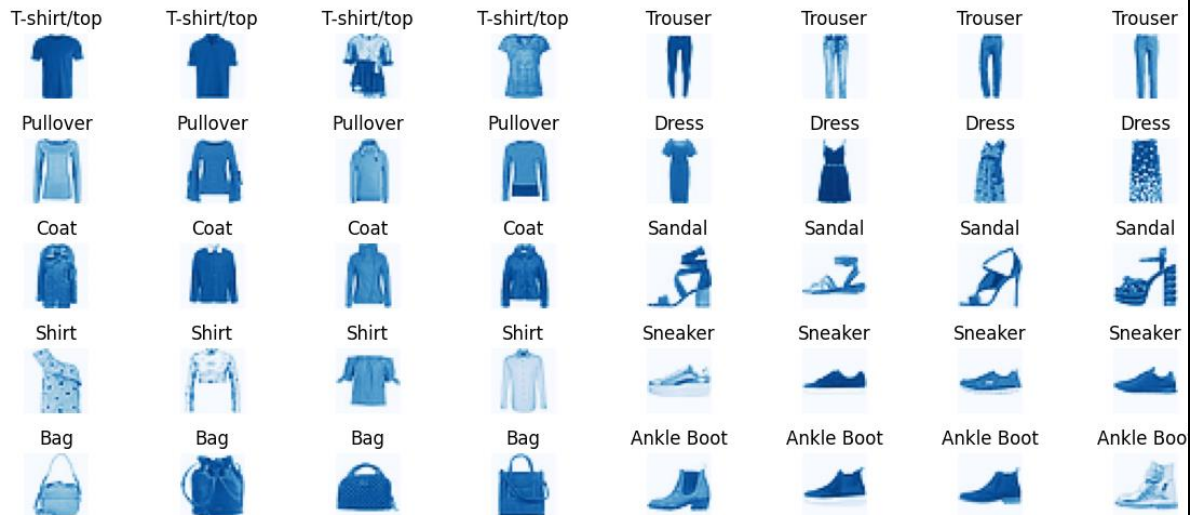 T-shirt/top T-shirt/top T-shirt/top T-shirt/top Trouser Trouser Trouser Trouser
Pullover Pullover Pullover Pullover Dress Dress Dress Dress
Coat Coat Coat Coat Sandal Sandal Sandal Sandal
Shirt Shirt Shirt Shirt Sneaker Sneaker Sneaker Sneaker
Bag Bag Bag Bag Ankle Boot Ankle Boot Ankle Boot Ankle Boo